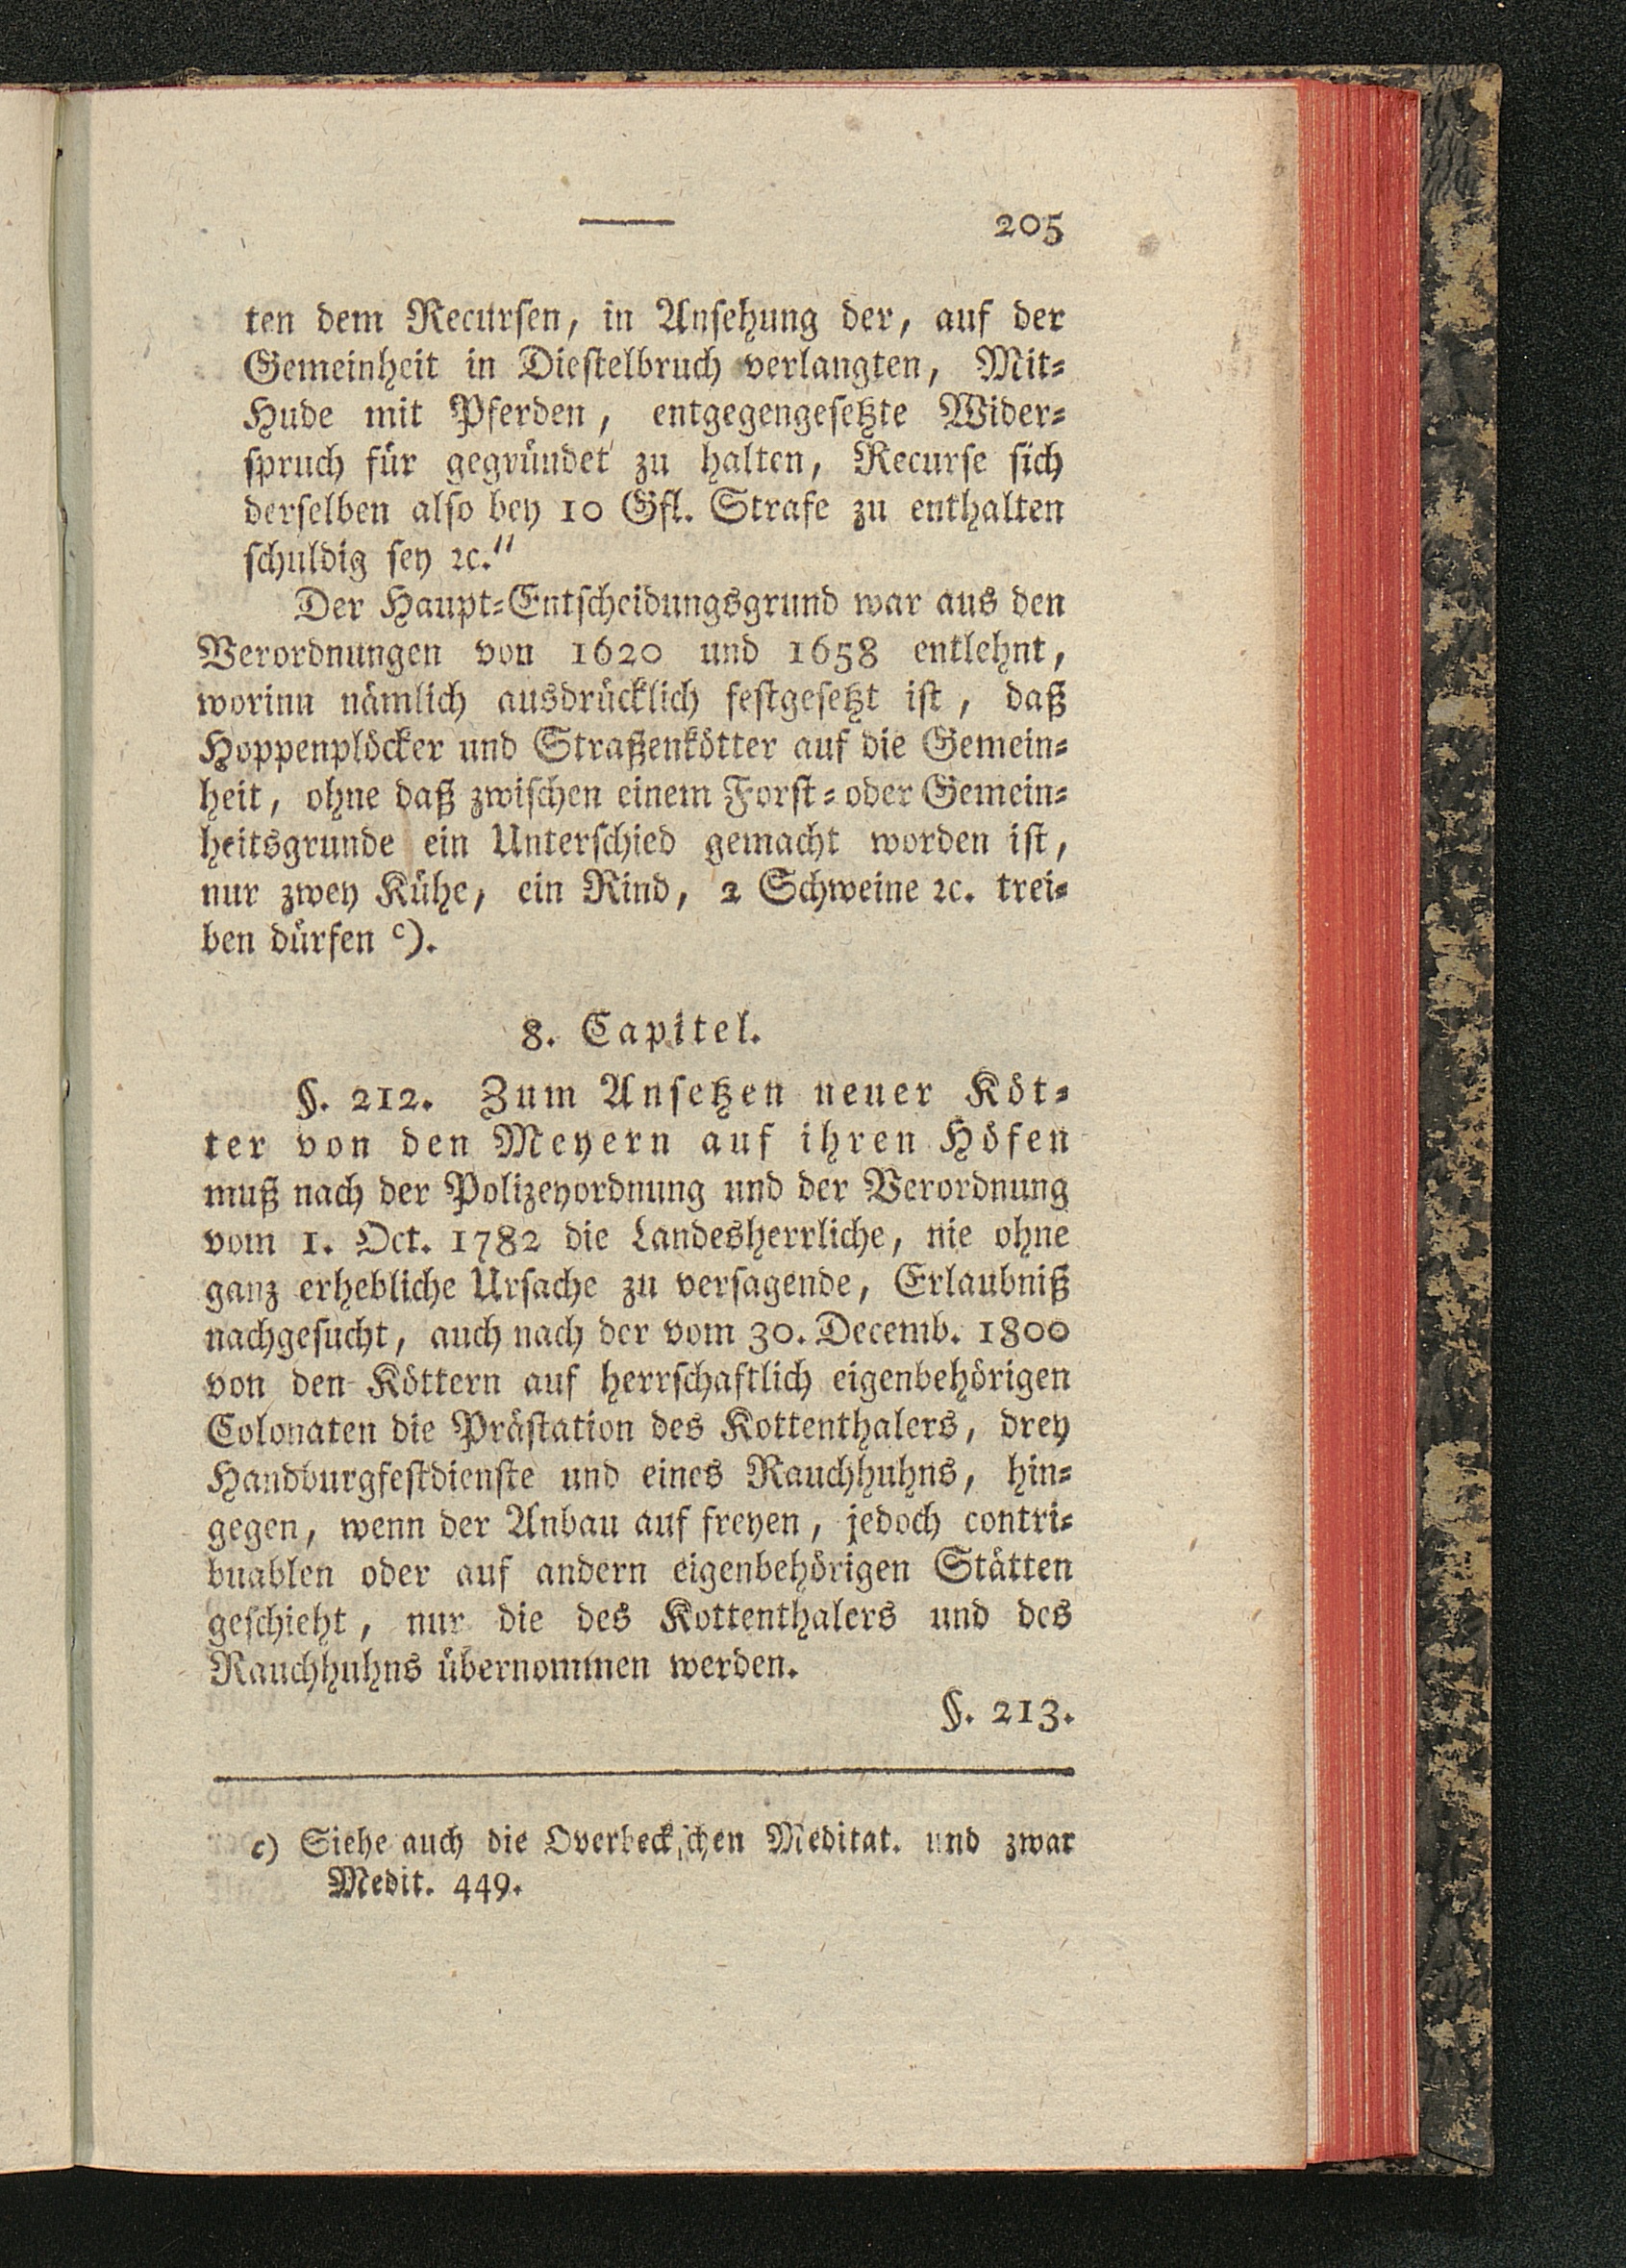 205
ten dem Recursen, in Ansehung der, auf der
Gemeinheit in Diestelbruch verlangten, Mit-
Hude mit Pferden, entgegengesetzte Wider-
spruch für gegründet zu halten, Recurse sich
derselben also bey 10 Gfl. Strafe zu enthalten
schuldig sey ꝛc."
Der Haupt-Entscheidungsgrund war aus den
Verordnungen von 1620 und 1658 entlehnt,
worinn nämlich ausdrücklich festgesetzt ist, daß
Hoppenplöcker und Straßenkötter auf die Gemein-
heit, ohne daß zwischen einem Forst- oder Gemein-
heitsgrunde ein Unterschied gemacht worden ist,
nur zwey Kühe, ein Rind, 2 Schweine ꝛc. trei-
ben dürfen c).
8. Capitel.
§. 212. Zum Ansetzen neuer Köt-
ter von den Meyern auf ihren Höfen
muß nach der Polizeyordnung und der Verordnung
vom 1. Oct. 1782 die Landesherrliche, nie ohne
ganz erhebliche Ursache zu versagende, Erlaubniß
nachgesucht, auch nach der vom 30. Decemb. 1800
von den Köttern auf herrschaftlich eigenbehörigen
Colonaten die Prästation des Kottenthalers, drey
Handburgfestdienste und eines Rauchhuhns, hin-
gegen, wenn der Anbau auf freyen, jedoch contri-
buablen oder auf andern eigenbehörigen Stätten
geschieht, nur die des Kottenthalers und des
Rauchhuhns übernommen werden.
§. 213.
c) Siehe auch die Overbeckschen Meditat. und zwar
Medit. 449.